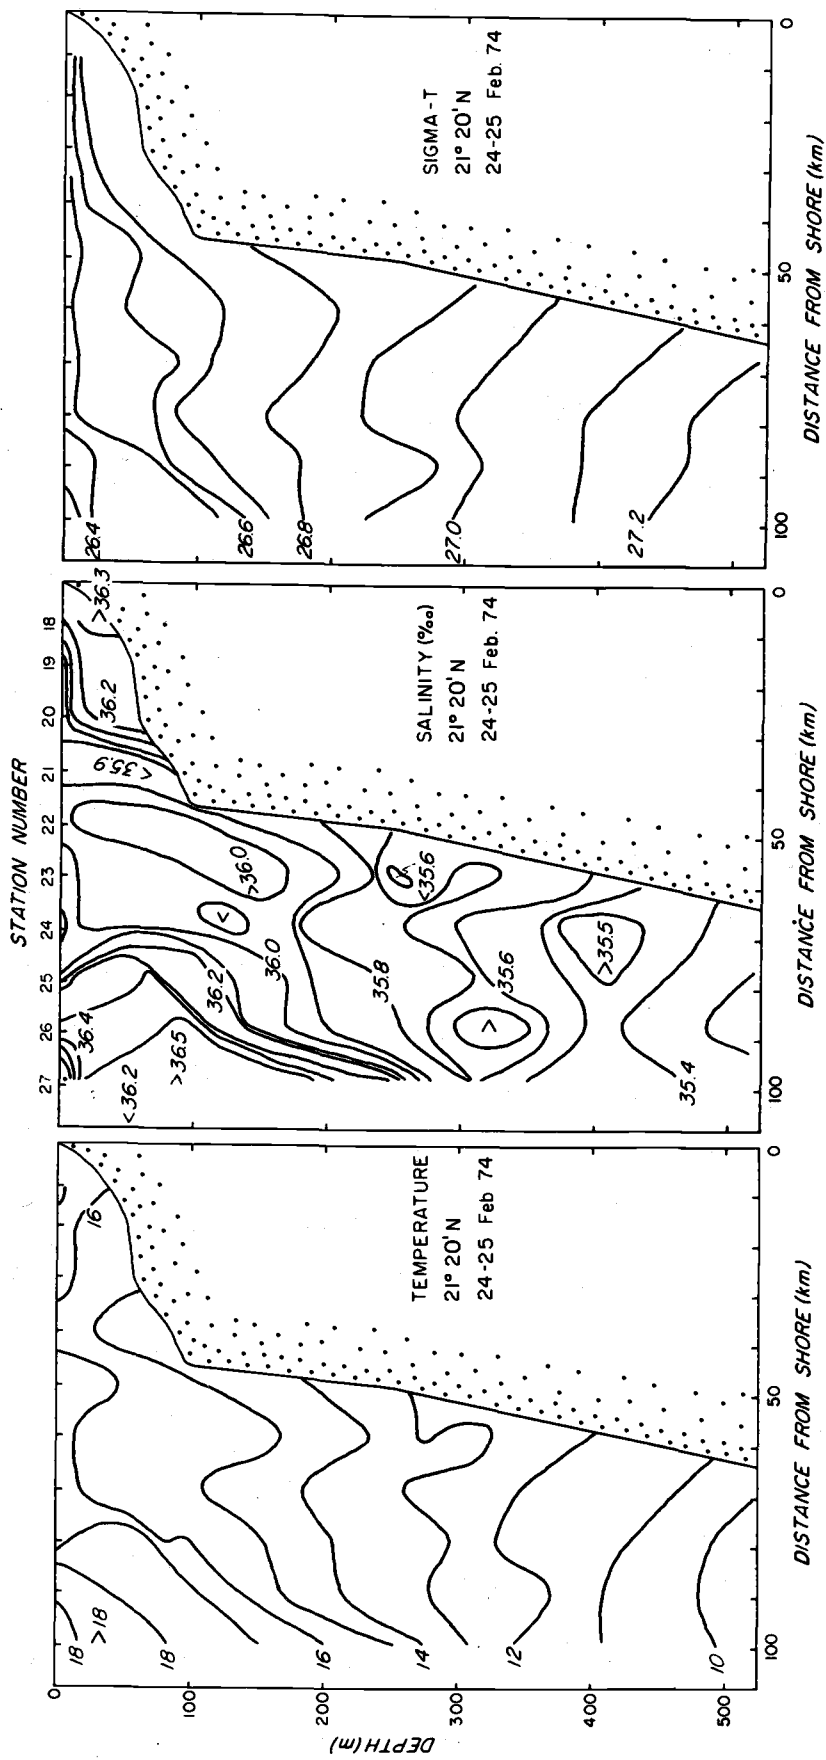 STATION NUMBER
27 26 25 24 23 22 21 20 19 18
DEPTH (m)
0
100
200
300
400
500
18
>18
18
16
14
12
10
16
TEMPERATURE
21° 20'N
24-25 Feb 74
100 50 0
DISTANCE FROM SHORE (km)
<36.2
36.4
>36.5
36.2
36.0
<
>36.0
<35.9
36.2
>36.3
35.8
<35.6
35.6
>
>35.5
35.4
SALINITY (‰)
21° 20'N
24-25 Feb. 74
100 50 0
DISTANCE FROM SHORE (km)
26.4
26.6
26.8
27.0
27.2
SIGMA-T
21° 20'N
24-25 Feb. 74
100 50 0
DISTANCE FROM SHORE (km)